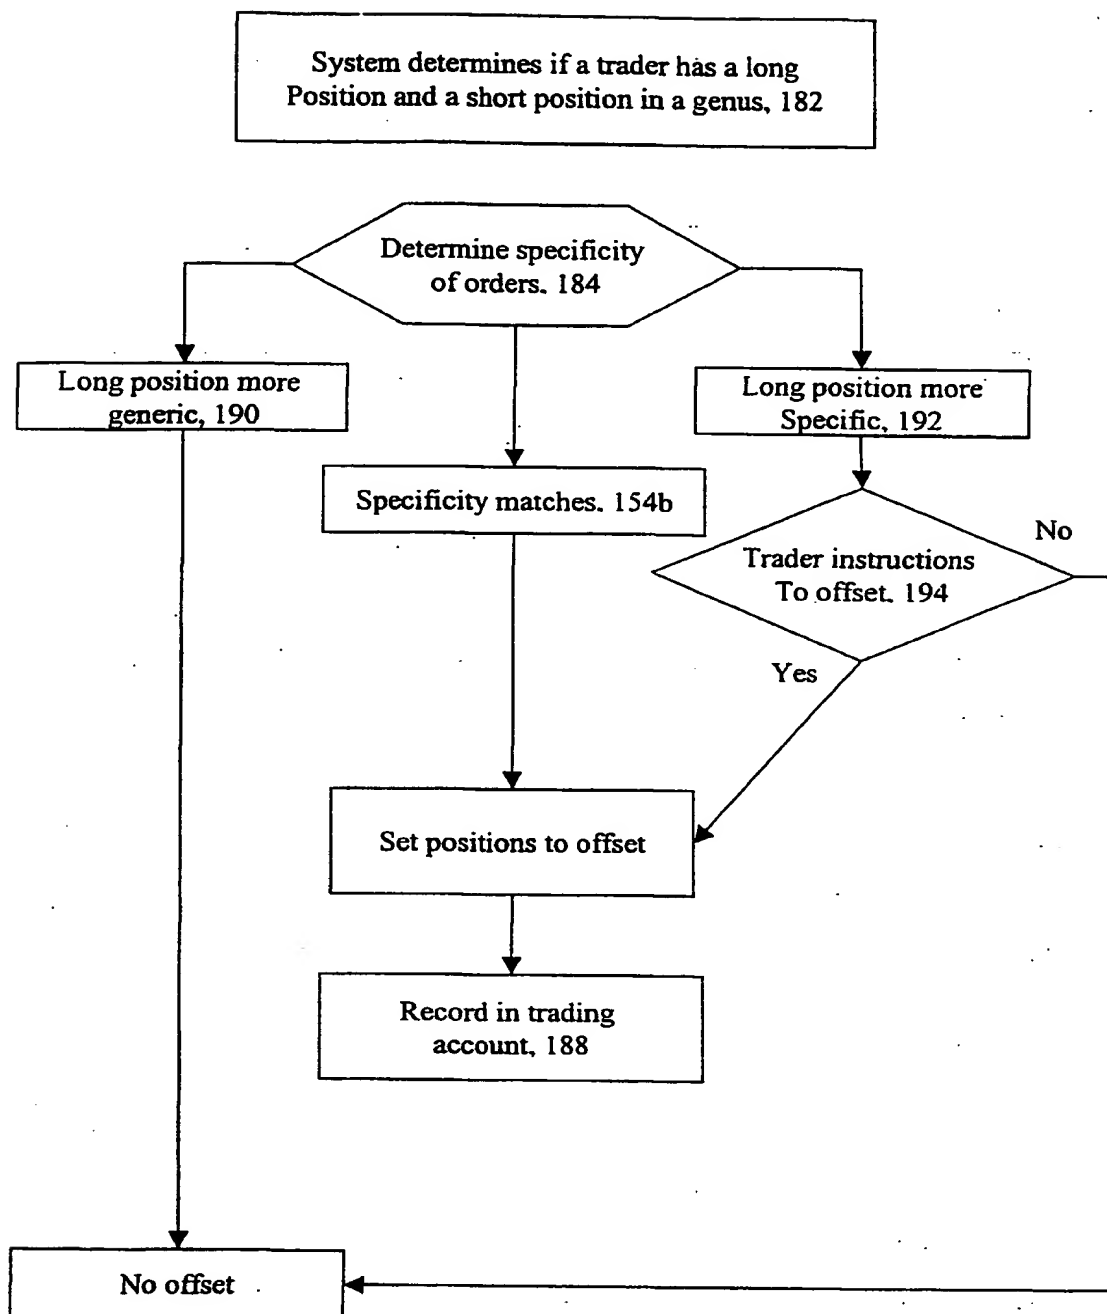 System determines if a trader has a long
Position and a short position in a genus, 182
Determine specificity
of orders. 184
Long position more
generic, 190
Long position more
Specific, 192
Specificity matches. 154b
No
Trader instructions
To offset. 194
Yes
Set positions to offset
Record in trading
account, 188
No offset